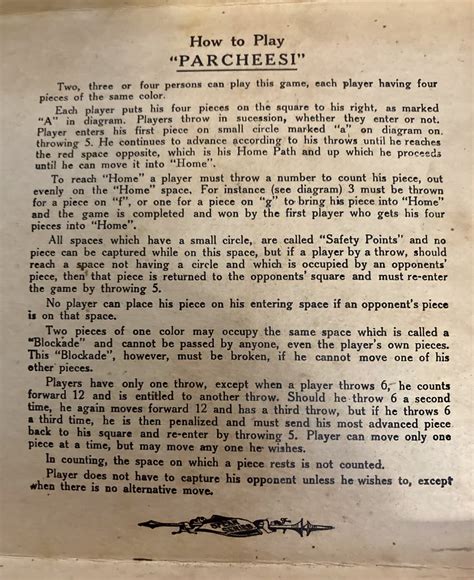 How to Play
"PARCHEESI"
Two, three or four persons can play this game, each player having four
pieces of the same color.
Each player puts his four pieces on the square to his right, as marked
"A" in diagram. Players throw in sucession, whether they enter or not.
Player enters his first piece on small circle marked "a" on diagram on
throwing 5. He continues to advance according to his throws until he reaches
the red space opposite, which is his Home Path and up which he proceeds
until he can move it into "Home".
To reach "Home" a player must throw a number to count his piece, out
evenly on the "Home" space. For instance (see diagram) 3 must be thrown
for a piece on "f", or one for a piece on "g" to bring his piece into "Home"
and the game is completed and won by the first player who gets his four
pieces into "Home".
All spaces which have a small circle, are called "Safety Points" and no
piece can be captured while on this space, but if a player by a throw, should
reach a space not having a circle and which is occupied by an opponents'
piece, then that piece is returned to the opponents' square and must re-enter
the game by throwing 5.
No player can place his piece on his entering space if an opponent's piece
is on that space.
Two pieces of one color may occupy the same space which is called a
"Blockade" and cannot be passed by anyone, even the player's own pieces.
This "Blockade", however, must be broken, if he cannot move one of his
other pieces.
Players have only one throw, except when a player throws 6, he counts
forward 12 and is entitled to another throw. Should he throw 6 a second
time, he again moves forward 12 and has a third throw, but if he throws 6
a third time, he is then penalized and must send his most advanced piece
back to his square and re-enter by throwing 5. Player can move only one
piece at a time, but may move any one he wishes.
In counting, the space on which a piece rests is not counted.
Player does not have to capture his opponent unless he wishes to, except
when there is no alternative move.